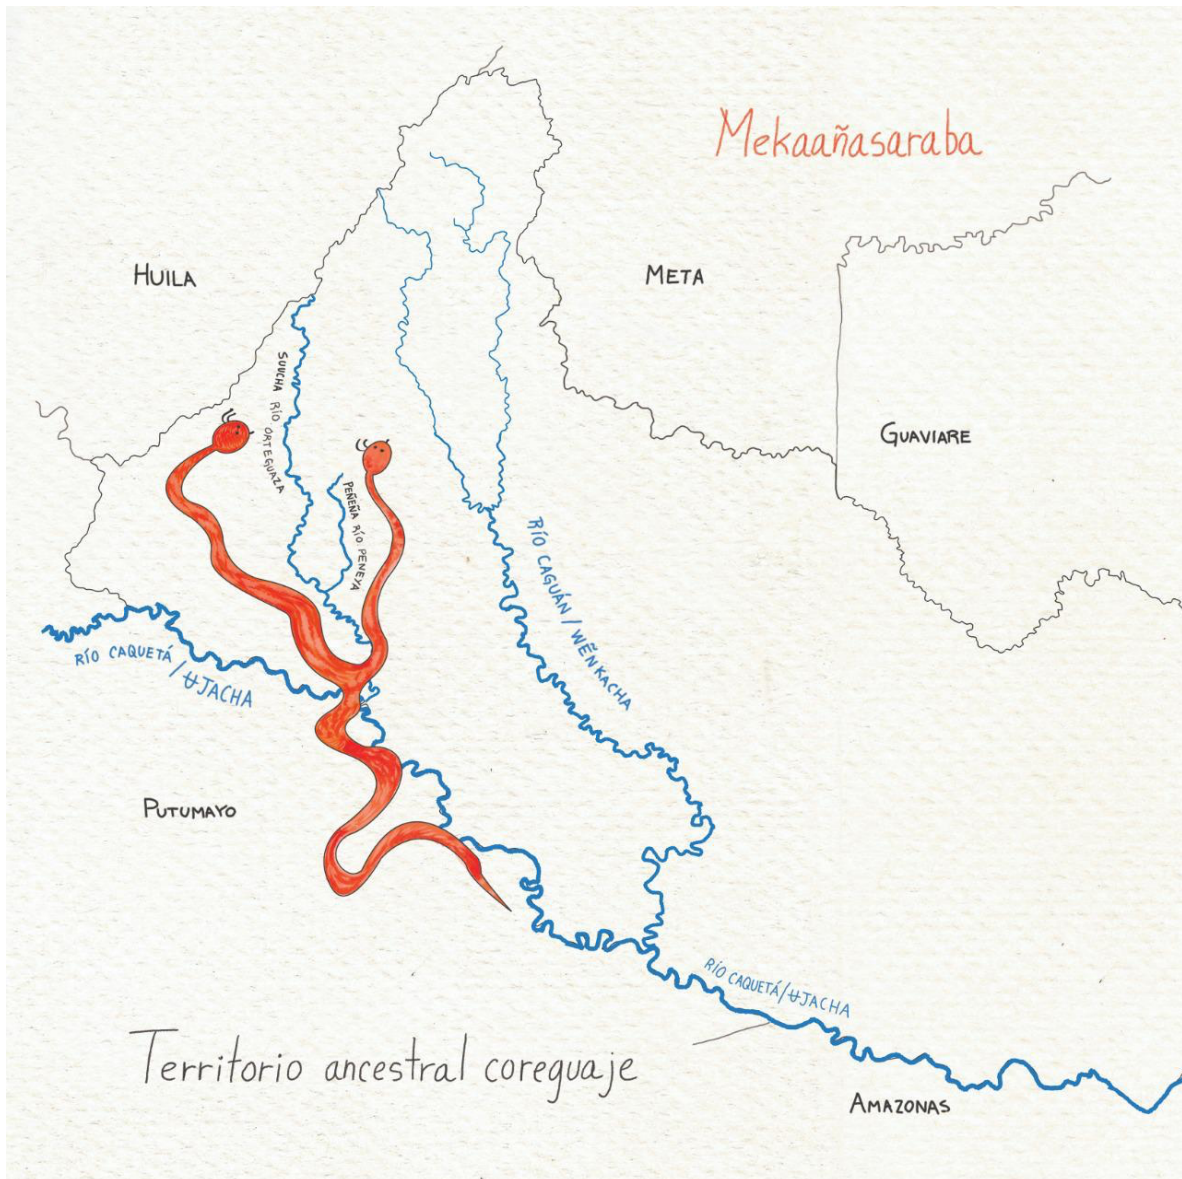 Mekaañasaraba
HUILA
META
GUAVIARE
SUUCHA RÍO ORTEGUAZA
PEÑEÑA RÍO PENEYA
RÍO CAGUÁN / WẼNKACHA
RÍO CAQUETÁ / ɄJACHA
PUTUMAYO
RÍO CAQUETÁ/ɄJACHA
Territorio ancestral coreguaje
AMAZONAS